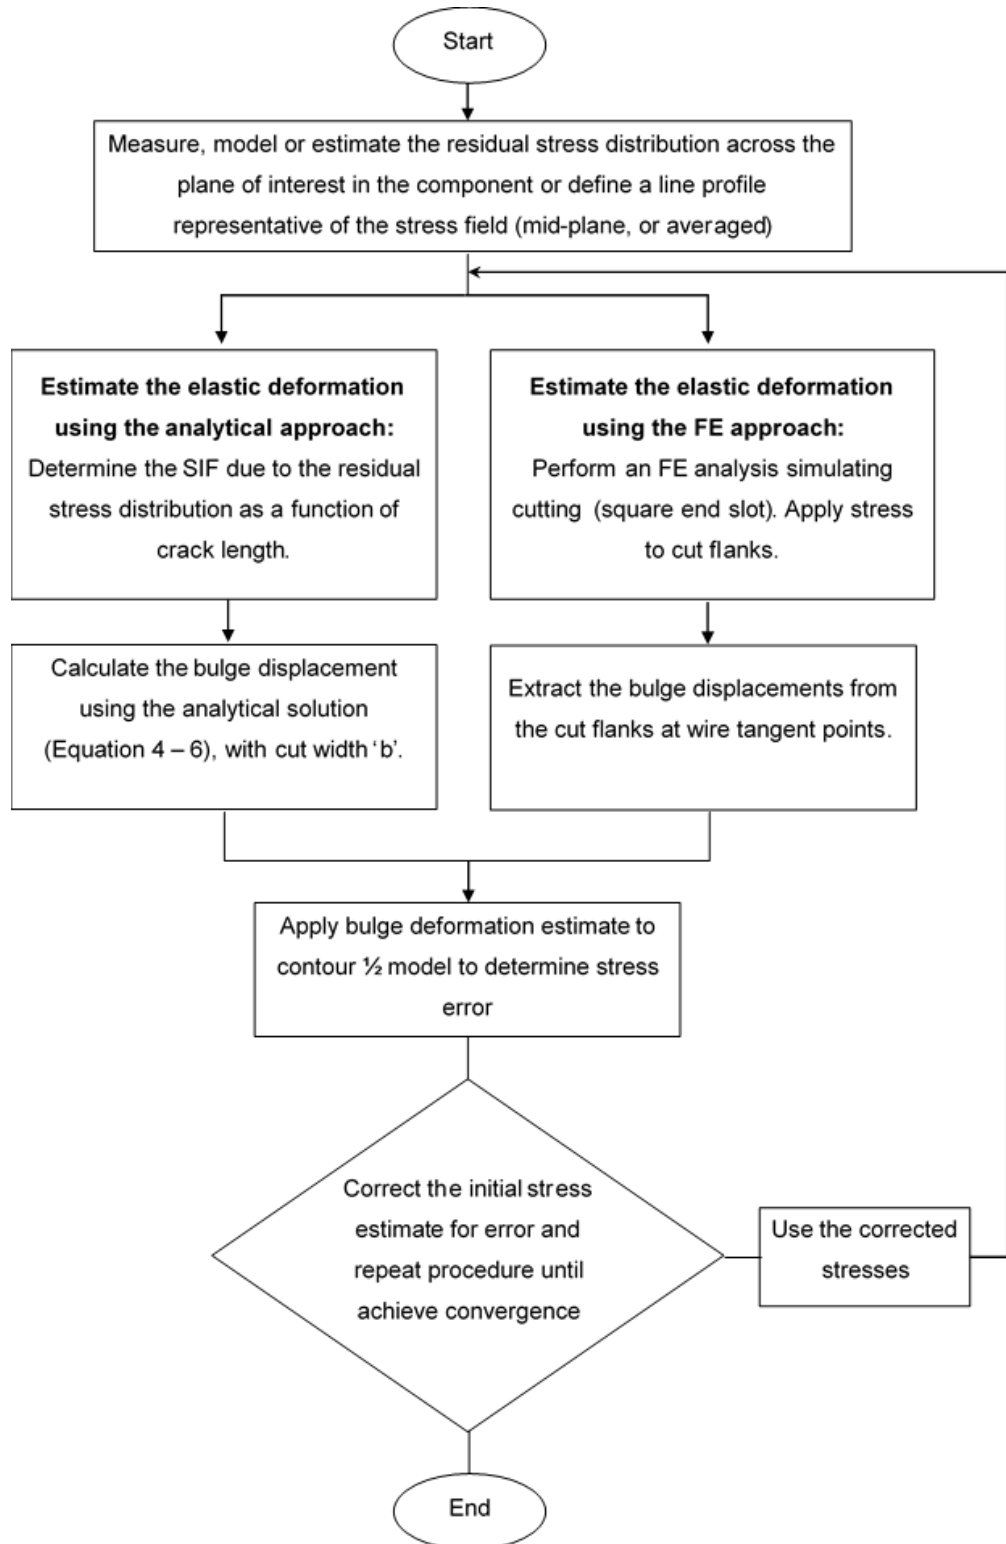 Start
Measure, model or estimate the residual stress distribution across the
plane of interest in the component or define a line profile
representative of the stress field (mid-plane, or averaged)
Estimate the elastic deformation
using the analytical approach:
Determine the SIF due to the residual
stress distribution as a function of
crack length.
Estimate the elastic deformation
using the FE approach:
Perform an FE analysis simulating
cutting (square end slot). Apply stress
to cut flanks.
Calculate the bulge displacement
using the analytical solution
(Equation 4 – 6), with cut width ‘b’.
Extract the bulge displacements from
the cut flanks at wire tangent points.
Apply bulge deformation estimate to
contour ½ model to determine stress
error
Correct the initial stress
estimate for error and
repeat procedure until
achieve convergence
Use the corrected
stresses
End